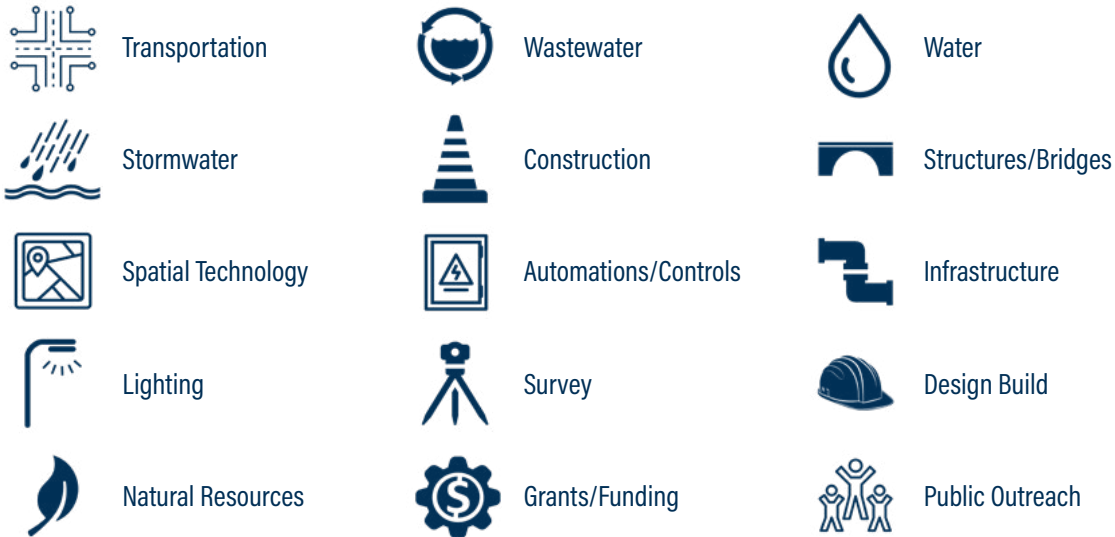 Transportation
Wastewater
Water
Stormwater
Construction
Structures/Bridges
Spatial Technology
Automations/Controls
Infrastructure
Lighting
Survey
Design Build
Natural Resources
$
Grants/Funding
Public Outreach